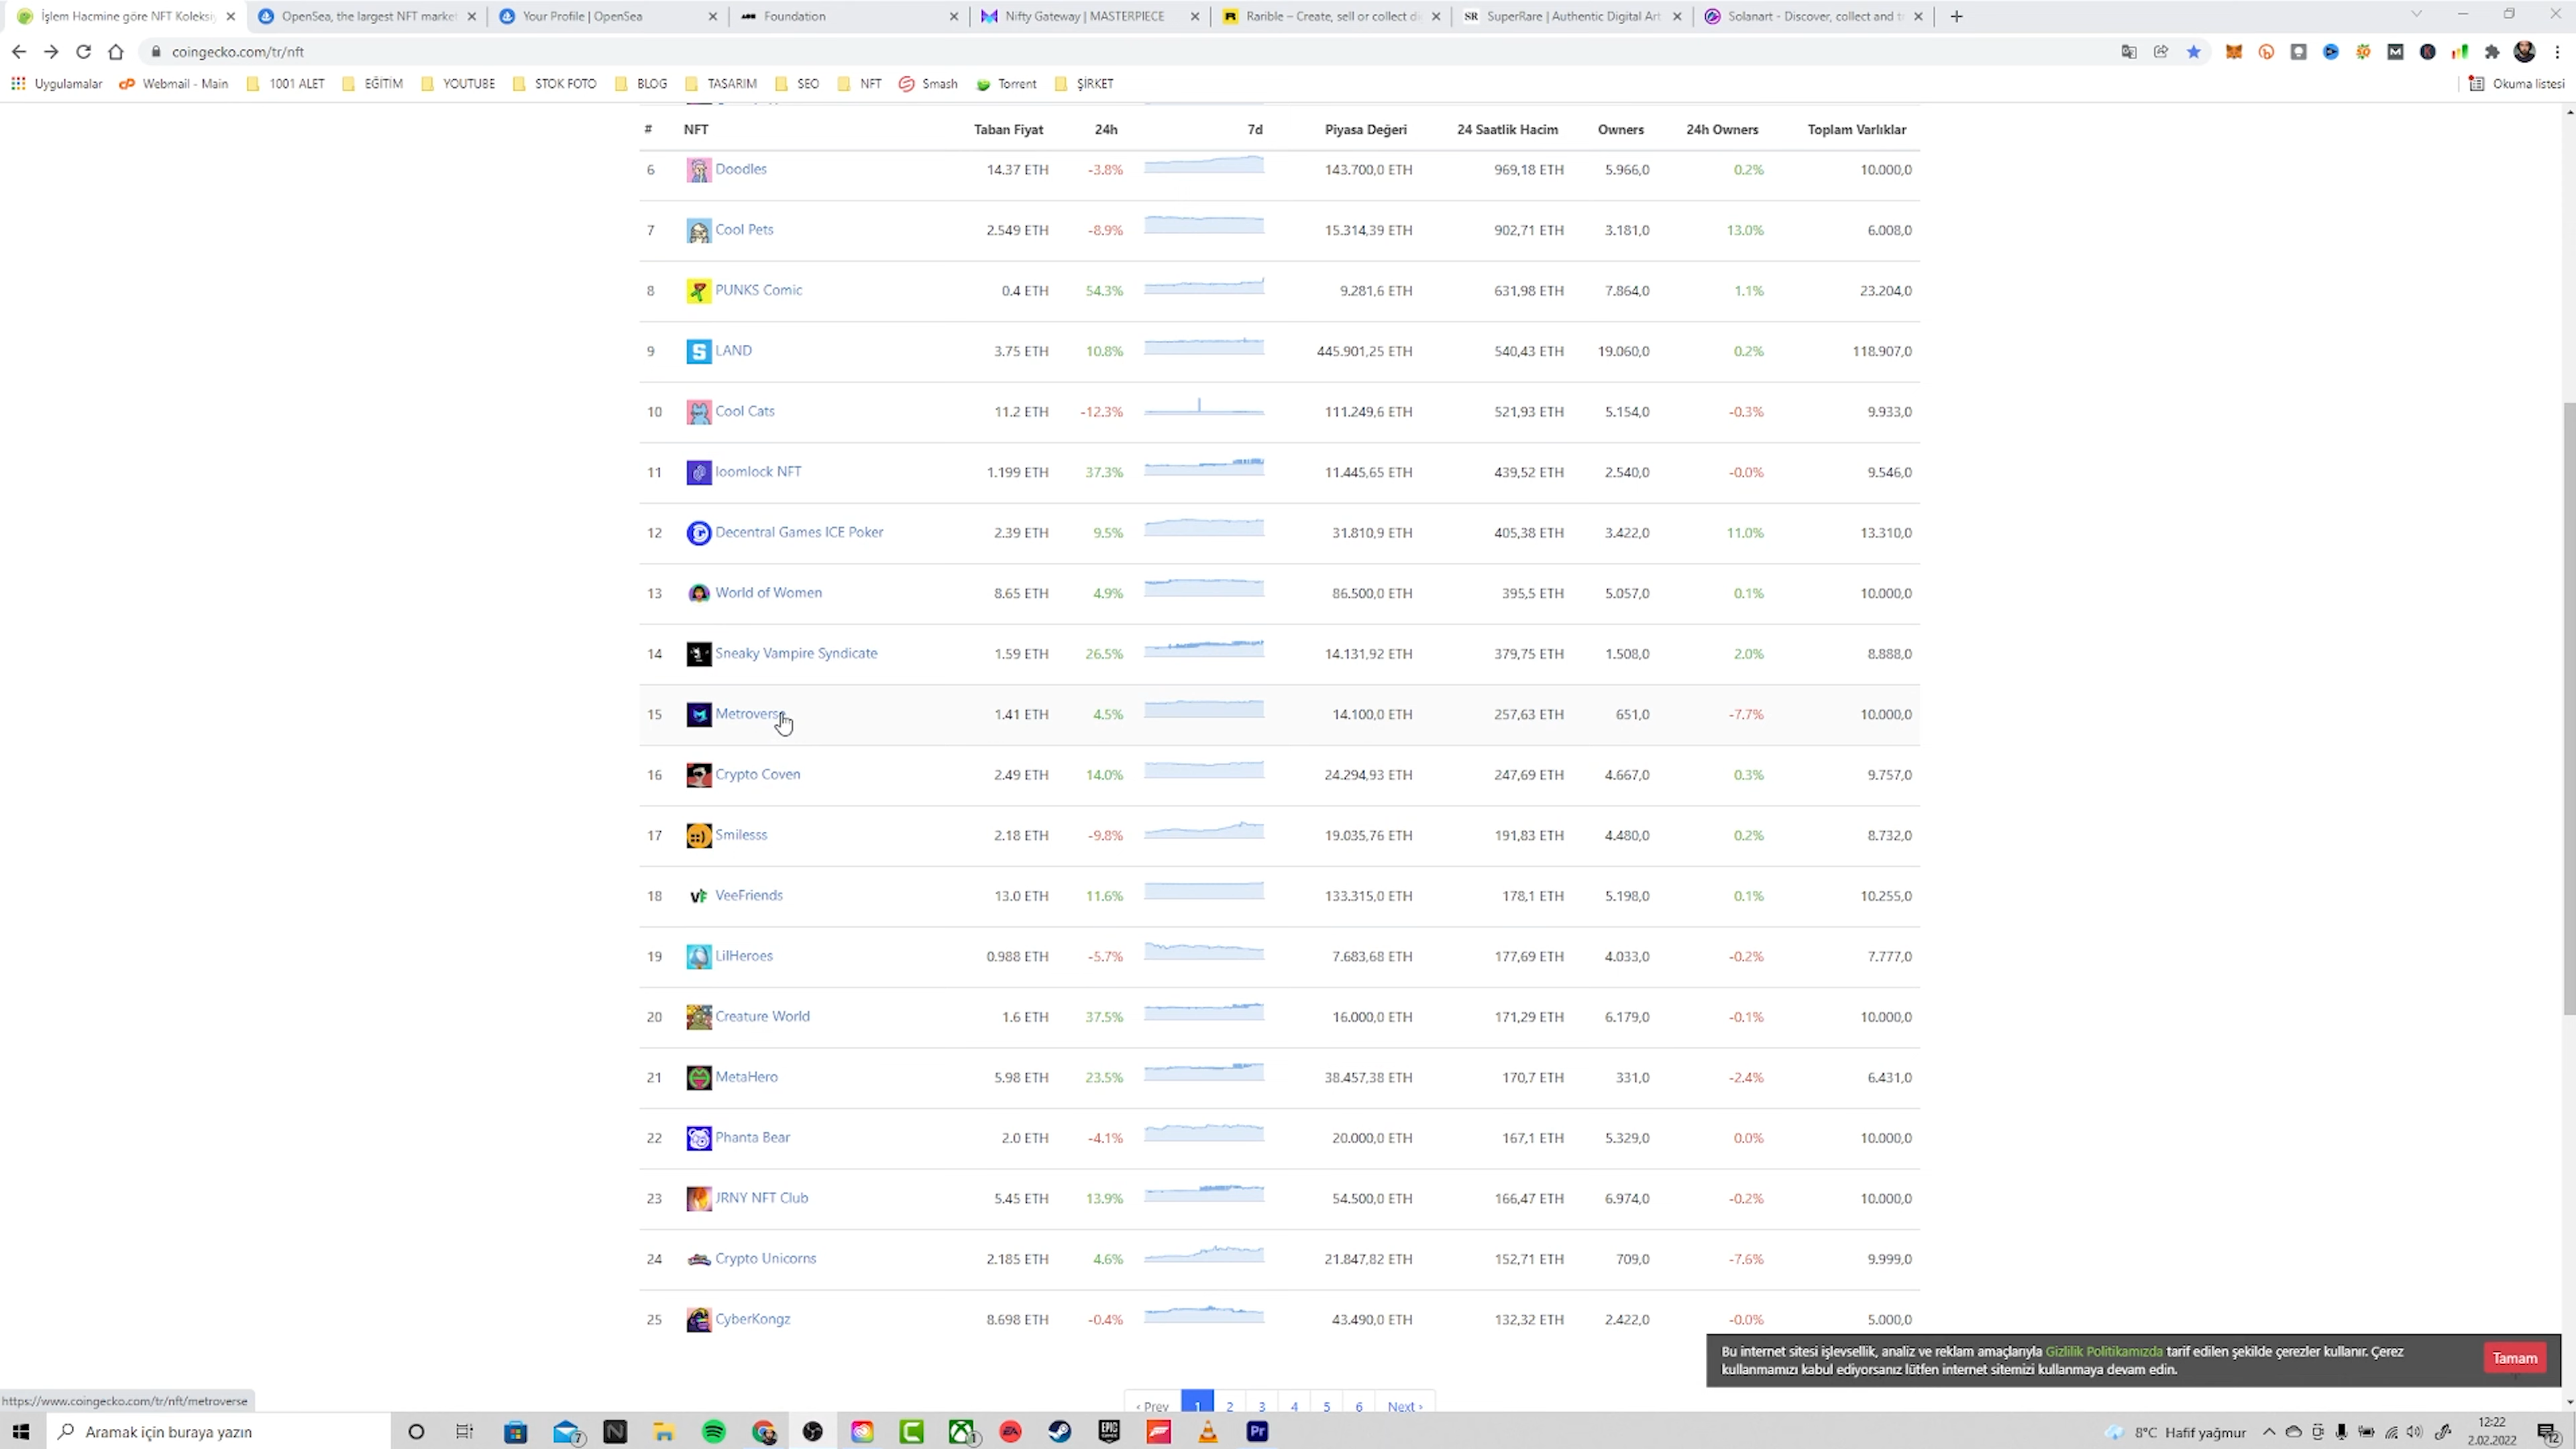 İşlem Hacmine göre NFT Koleksiy
OpenSea, the largest NFT market
Your Profile | OpenSea
Foundation
Nifty Gateway | MASTERPIECE
Rarible – Create, sell or collect di
SR SuperRare | Authentic Digital Art
Solanart - Discover, collect and tr
coingecko.com/tr/nft
Uygulamalar
Webmail - Main
1001 ALET
EĞİTİM
YOUTUBE
STOK FOTO
BLOG
TASARIM
SEO
NFT
Smash
Torrent
ŞİRKET
Okuma listesi
# NFT Taban Fiyat 24h 7d Piyasa Değeri 24 Saatlik Hacim Owners 24h Owners Toplam Varlıklar
6 Doodles 14.37 ETH -3.8% 143.700,0 ETH 969,18 ETH 5.966,0 0.2% 10.000,0
7 Cool Pets 2.549 ETH -8.9% 15.314,39 ETH 902,71 ETH 3.181,0 13.0% 6.008,0
8 PUNKS Comic 0.4 ETH 54.3% 9.281,6 ETH 631,98 ETH 7.864,0 1.1% 23.204,0
9 LAND 3.75 ETH 10.8% 445.901,25 ETH 540,43 ETH 19.060,0 0.2% 118.907,0
10 Cool Cats 11.2 ETH -12.3% 111.249,6 ETH 521,93 ETH 5.154,0 -0.3% 9.933,0
11 loomlock NFT 1.199 ETH 37.3% 11.445,65 ETH 439,52 ETH 2.540,0 -0.0% 9.546,0
12 Decentral Games ICE Poker 2.39 ETH 9.5% 31.810,9 ETH 405,38 ETH 3.422,0 11.0% 13.310,0
13 World of Women 8.65 ETH 4.9% 86.500,0 ETH 395,5 ETH 5.057,0 0.1% 10.000,0
14 Sneaky Vampire Syndicate 1.59 ETH 26.5% 14.131,92 ETH 379,75 ETH 1.508,0 2.0% 8.888,0
15 Metroverse 1.41 ETH 4.5% 14.100,0 ETH 257,63 ETH 651,0 -7.7% 10.000,0
16 Crypto Coven 2.49 ETH 14.0% 24.294,93 ETH 247,69 ETH 4.667,0 0.3% 9.757,0
17 Smilesss 2.18 ETH -9.8% 19.035,76 ETH 191,83 ETH 4.480,0 0.2% 8.732,0
18 VeeFriends 13.0 ETH 11.6% 133.315,0 ETH 178,1 ETH 5.198,0 0.1% 10.255,0
19 LilHeroes 0.988 ETH -5.7% 7.683,68 ETH 177,69 ETH 4.033,0 -0.2% 7.777,0
20 Creature World 1.6 ETH 37.5% 16.000,0 ETH 171,29 ETH 6.179,0 -0.1% 10.000,0
21 MetaHero 5.98 ETH 23.5% 38.457,38 ETH 170,7 ETH 331,0 -2.4% 6.431,0
22 Phanta Bear 2.0 ETH -4.1% 20.000,0 ETH 167,1 ETH 5.329,0 0.0% 10.000,0
23 JRNY NFT Club 5.45 ETH 13.9% 54.500,0 ETH 166,47 ETH 6.974,0 -0.2% 10.000,0
24 Crypto Unicorns 2.185 ETH 4.6% 21.847,82 ETH 152,71 ETH 709,0 -7.6% 9.999,0
25 CyberKongz 8.698 ETH -0.4% 43.490,0 ETH 132,32 ETH 2.422,0 -0.0% 5.000,0
Bu internet sitesi işlevsellik, analiz ve reklam amaçlarıyla Gizlilik Politikamızda tarif edilen şekilde çerezler kullanır. Çerez
kullanmamızı kabul ediyorsanız lütfen internet sitemizi kullanmaya devam edin.
Tamam
https://www.coingecko.com/tr/nft/metroverse
‹ Prev 1 2 3 4 5 6 Next ›
Aramak için buraya yazın
8°C Hafif yağmur
12:22
2.02.2022